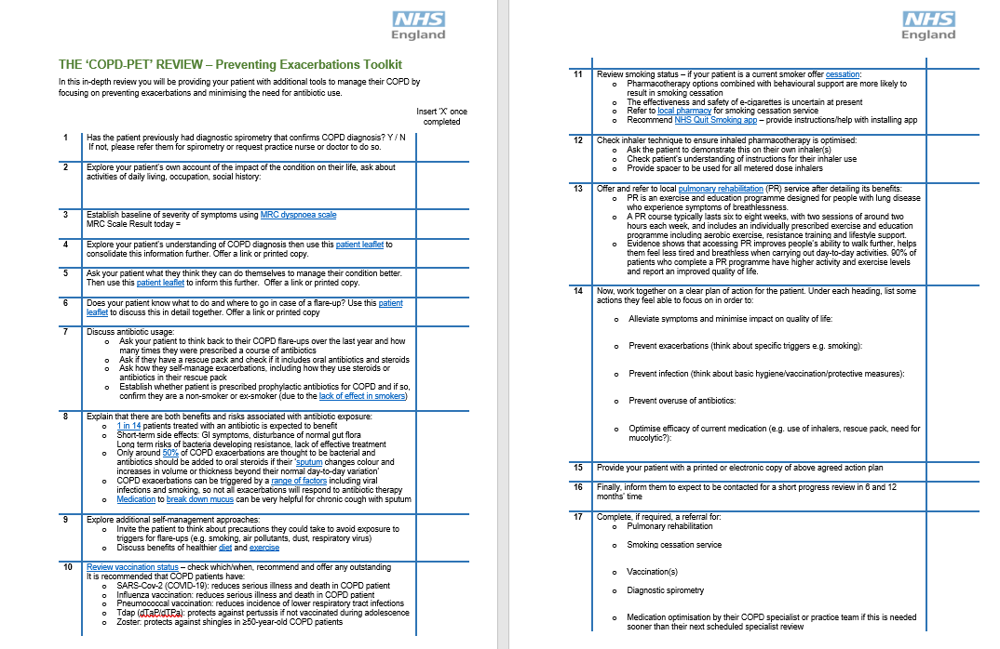 NHS
England
THE ‘COPD-PET’ REVIEW – Preventing Exacerbations Toolkit
In this in-depth review you will be providing your patient with additional tools to manage their COPD by
focusing on preventing exacerbations and minimising the need for antibiotic use.
Insert 'X' once
completed
1 Has the patient previously had diagnostic spirometry that confirms COPD diagnosis? Y / N
If not, please refer them for spirometry or request practice nurse or doctor to do so.
2 Explore your patient's own account of the impact of the condition on their life, ask about
activities of daily living, occupation, social history:
3 Establish baseline of severity of symptoms using MRC dyspnoea scale
MRC Scale Result today =
4 Explore your patient's understanding of COPD diagnosis then use this patient leaflet to
consolidate this information further. Offer a link or printed copy.
5 Ask your patient what they think they can do themselves to manage their condition better.
Then use this patient leaflet to inform this further. Offer a link or printed copy.
6 Does your patient know what to do and where to go in case of a flare-up? Use this patient
leaflet to discuss this in detail together. Offer a link or printed copy
7 Discuss antibiotic usage:
o Ask your patient to think back to their COPD flare-ups over the last year and how
many times they were prescribed a course of antibiotics
o Ask if they have a rescue pack and check if it includes oral antibiotics and steroids
o Ask how they self-manage exacerbations, including how they use steroids or
antibiotics in their rescue pack
o Establish whether patient is prescribed prophylactic antibiotics for COPD and if so,
confirm they are a non-smoker or ex-smoker (due to the lack of effect in smokers)
8 Explain that there are both benefits and risks associated with antibiotic exposure:
o 1 in 14 patients treated with an antibiotic is expected to benefit
o Short-term side effects: GI symptoms, disturbance of normal gut flora
Long term risks of bacteria developing resistance, lack of effective treatment
o Only around 50% of COPD exacerbations are thought to be bacterial and
antibiotics should be added to oral steroids if their 'sputum changes colour and
increases in volume or thickness beyond their normal day-to-day variation'
o COPD exacerbations can be triggered by a range of factors including viral
infections and smoking, so not all exacerbations will respond to antibiotic therapy
o Medication to break down mucus can be very helpful for chronic cough with sputum
9 Explore additional self-management approaches:
o Invite the patient to think about precautions they could take to avoid exposure to
triggers for flare-ups (e.g. smoking, air pollutants, dust, respiratory virus)
o Discuss benefits of healthier diet and exercise
10 Review vaccination status – check which/when, recommend and offer any outstanding
It is recommended that COPD patients have:
o SARS-Cov-2 (COVID-19): reduces serious illness and death in COPD patient
o Influenza vaccination: reduces serious illness and death in COPD patient
o Pneumococcal vaccination: reduces incidence of lower respiratory tract infections
o Tdap (dTaP/dTPa): protects against pertussis if not vaccinated during adolescence
o Zoster: protects against shingles in ≥50-year-old COPD patients
NHS
England
11 Review smoking status – if your patient is a current smoker offer cessation:
o Pharmacotherapy options combined with behavioural support are more likely to
result in smoking cessation
o The effectiveness and safety of e-cigarettes is uncertain at present
o Refer to local pharmacy for smoking cessation service
o Recommend NHS Quit Smoking app – provide instructions/help with installing app
12 Check inhaler technique to ensure inhaled pharmacotherapy is optimised:
o Ask the patient to demonstrate this on their own inhaler(s)
o Check patient's understanding of instructions for their inhaler use
o Provide spacer to be used for all metered dose inhalers
13 Offer and refer to local pulmonary rehabilitation (PR) service after detailing its benefits:
o PR is an exercise and education programme designed for people with lung disease
who experience symptoms of breathlessness.
o A PR course typically lasts six to eight weeks, with two sessions of around two
hours each week, and includes an individually prescribed exercise and education
programme including aerobic exercise, resistance training and lifestyle support.
o Evidence shows that accessing PR improves people's ability to walk further, helps
them feel less tired and breathless when carrying out day-to-day activities. 90% of
patients who complete a PR programme have higher activity and exercise levels
and report an improved quality of life.
14 Now, work together on a clear plan of action for the patient. Under each heading, list some
actions they feel able to focus on in order to:
o Alleviate symptoms and minimise impact on quality of life:
o Prevent exacerbations (think about specific triggers e.g. smoking):
o Prevent infection (think about basic hygiene/vaccination/protective measures):
o Prevent overuse of antibiotics:
o Optimise efficacy of current medication (e.g. use of inhalers, rescue pack, need for
mucolytic?):
15 Provide your patient with a printed or electronic copy of above agreed action plan
16 Finally, inform them to expect to be contacted for a short progress review in 6 and 12
months' time
17 Complete, if required, a referral for:
o Pulmonary rehabilitation
o Smoking cessation service
o Vaccination(s)
o Diagnostic spirometry
o Medication optimisation by their COPD specialist or practice team if this is needed
sooner than their next scheduled specialist review